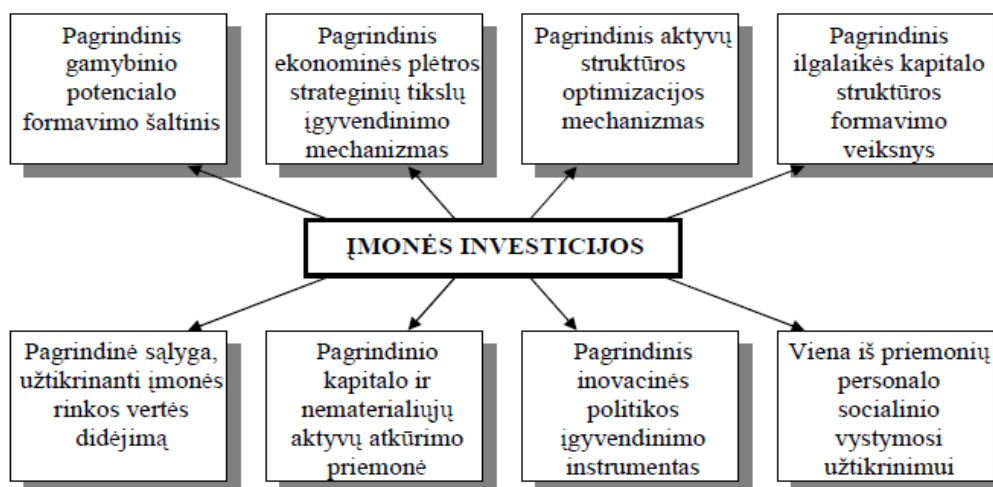 Pagrindinis
gamybinio
potencialo
formavimo šaltinis
Pagrindinis
ekonominės plėtros
strateginių tikslų
įgyvendinimo
mechanizmas
Pagrindinis aktyvų
struktūros
optimizacijos
mechanizmas
Pagrindinis
ilgalaikės kapitalo
struktūros
formavimo
veiksnys
ĮMONĖS INVESTICIJOS
Pagrindinė sąlyga,
užtikrinanti įmonės
rinkos vertės
didėjimą
Pagrindinio
kapitalo ir
nematerialiųjų
aktyvų atkūrimo
priemonė
Pagrindinis
inovacinės
politikos
įgyvendinimo
instrumentas
Viena iš priemonių
personalo
socialinio
vystymosi
užtikrinimui